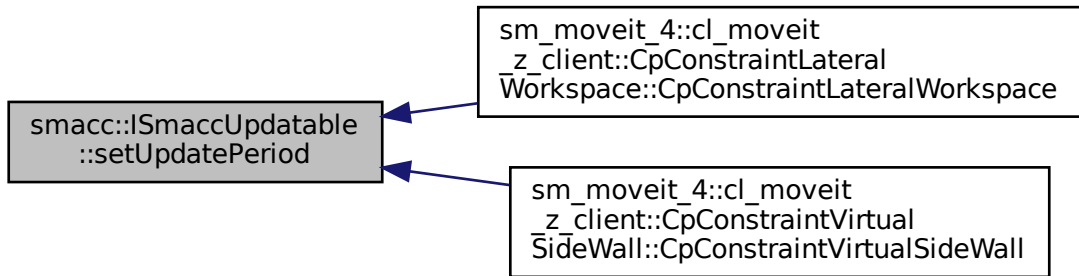 smacc::ISmaccUpdatable
::setUpdatePeriod
sm_moveit_4::cl_moveit
_z_client::CpConstraintLateral
Workspace::CpConstraintLateralWorkspace
sm_moveit_4::cl_moveit
_z_client::CpConstraintVirtual
SideWall::CpConstraintVirtualSideWall